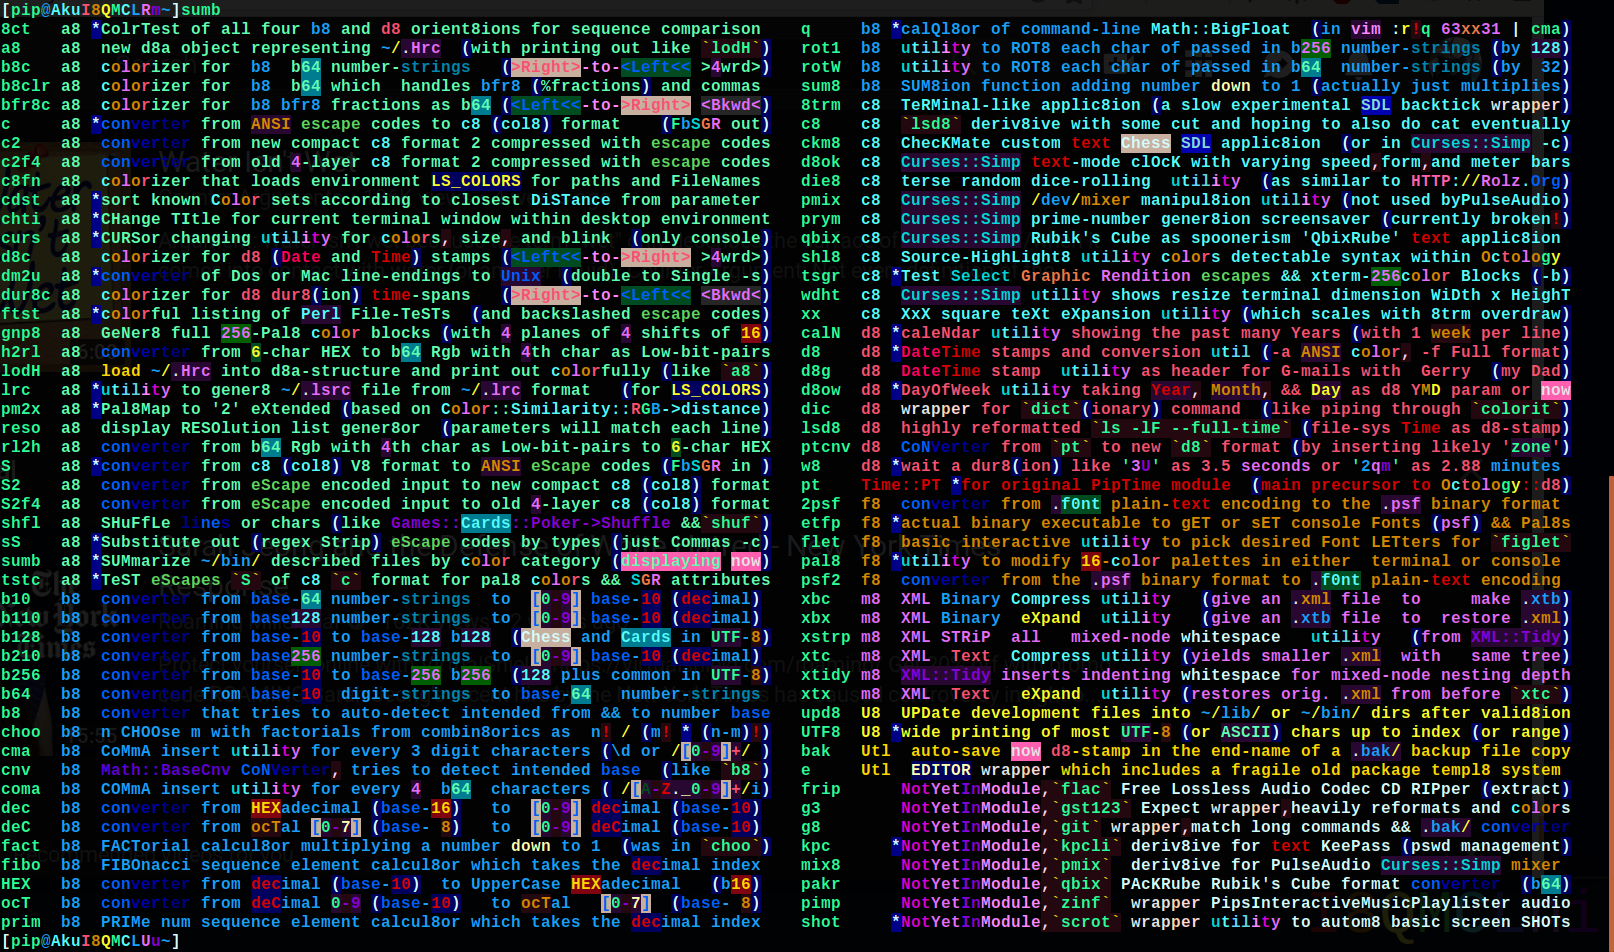 [pip@AkuI8QMCLRm~]sumb
8ct a8 *ColrTest of all four b8 and d8 orient8ions for sequence comparison
a8 a8 new d8a object representing ~/.Hrc (with printing out like `lodH`)
b8c a8 colorizer for b8 b64 number-strings (>Right>-to-<Left<< >4wrd>)
b8clr a8 colorizer for b8 b64 which handles bfr8 (%fractions) and commas
bfr8c a8 colorizer for b8 bfr8 fractions as b64 (<Left<<-to->Right> <Bkwd<)
c a8 *converter from ANSI escape codes to c8 (col8) format (FbSGR out)
c2 a8 converter from new compact c8 format 2 compressed with escape codes
c2f4 a8 converter from old 4-layer c8 format 2 compressed with escape codes
c8fn a8 colorizer that loads environment LS_COLORS for paths and FileNames
cdst a8 *sort known Color sets according to closest DiSTance from parameter
chti a8 *CHange TItle for current terminal window within desktop environment
curs a8 *CURSor changing utility for colors, size, and blink (only console)
d8c a8 colorizer for d8 (Date and Time) stamps (<Left<<-to->Right> >4wrd>)
dm2u a8 *converter of Dos or Mac line-endings to Unix (double to Single -s)
dur8c a8 colorizer for d8 dur8(ion) time-spans (>Right>-to-<Left<< <Bkwd<)
ftst a8 *colorful listing of Perl File-TeSTs (and backslashed escape codes)
gnp8 a8 GeNer8 full 256-Pal8 color blocks (with 4 planes of 4 shifts of 16)
h2rl a8 converter from 6-char HEX to b64 Rgb with 4th char as Low-bit-pairs
lodH a8 load ~/.Hrc into d8a-structure and print out colorfully (like `a8`)
lrc a8 *utility to gener8 ~/.lsrc file from ~/.lrc format (for LS_COLORS)
pm2x a8 *Pal8Map to '2' eXtended (based on Color::Similarity::RGB->distance)
reso a8 *display RESOlution list gener8or (parameters will match each line)
rl2h a8 converter from b64 Rgb with 4th char as Low-bit-pairs to 6-char HEX
S a8 *converter from c8 (col8) V8 format to ANSI eScape codes (FbSGR in )
S2 a8 converter from eScape encoded input to new compact c8 (col8) format
S2f4 a8 converter from eScape encoded input to old 4-layer c8 (col8) format
shfl a8 SHuFfLe lines or chars (like Games::Cards::Poker->Shuffle &&`shuf`)
sS a8 *Substitute out (regex Strip) eScape codes by types (just Commas -c)
sumb a8 *SUMmarize ~/bin/ described files by color category (displaying now)
tstc a8 *TeST eScapes `S` of c8 `c` format for pal8 colors && SGR attributes
b10 b8 converter from base-64 number-strings to [0-9] base-10 (decimal)
b110 b8 converter from base128 number-strings to [0-9] base-10 (decimal)
b128 b8 converter from base-10 to base-128 b128 (Chess and Cards in UTF-8)
b210 b8 converter from base256 number-strings to [0-9] base-10 (decimal)
b256 b8 converter from base-10 to base-256 b256 (128 plus common in UTF-8)
b64 b8 converter from base-10 digit-strings to base-64 number-strings
b8 b8 converter that tries to auto-detect intended from && to number base
choo b8 n CHOOse m with factorials from combin8orics as n! / (m! * (n-m)!)
cma b8 CoMmA insert utility for every 3 digit characters (\d or /[0-9]+/ )
cnv b8 Math::BaseCnv CoNVerter, tries to detect intended base (like `b8`)
coma b8 COMmA insert utility for every 4 b64 characters ( /[A-Z._0-9]+/i)
dec b8 converter from HEXadecimal (base-16) to [0-9] decimal (base-10)
deC b8 converter from ocTal [0-7] (base- 8) to [0-9] deCimal (base-10)
fact b8 FACTorial calcul8or multiplying a number down to 1 (was in `choo`)
fibo b8 FIBOnacci sequence element calcul8or which takes the decimal index
HEX b8 converter from decimal (base-10) to UpperCase HEXadecimal (b16)
ocT b8 converter from deCimal 0-9 (base-10) to ocTal [0-7] (base- 8)
prim b8 PRIMe num sequence element calcul8or which takes the decimal index
q b8 *calQl8or of command-line Math::BigFloat (in vim :r!q 63xx31 | cma)
rot1 b8 utility to ROT8 each char of passed in b256 number-strings (by 128)
rotW b8 utility to ROT8 each char of passed in b64 number-strings (by 32)
sum8 b8 SUM8ion function adding number down to 1 (actually just multiplies)
8trm c8 TeRMinal-like applic8ion (a slow experimental SDL backtick wrapper)
c8 c8 `lsd8` deriv8ive with some cut and hoping to also do cat eventually
ckm8 c8 ChecKMate custom text Chess SDL applic8ion (or in Curses::Simp -c)
d8ok c8 Curses::Simp text-mode clOcK with varying speed,form,and meter bars
die8 c8 terse random dice-rolling utility (as similar to HTTP://Rolz.Org)
pmix c8 Curses::Simp /dev/mixer manipul8ion utility (not used byPulseAudio)
prym c8 Curses::Simp prime-number gener8ion screensaver (currently broken!)
qbix c8 Curses::Simp Rubik's Cube as spoonerism 'QbixRube' text applic8ion
shl8 c8 Source-HighLight8 utility colors detectable syntax within Octology
tsgr c8 *Test Select Graphic Rendition escapes && xterm-256color Blocks (-b)
wdht c8 Curses::Simp utility shows resize terminal dimension WiDth x HeighT
xx c8 XxX square teXt eXpansion utility (which scales with 8trm overdraw)
calN d8 *caleNdar utility showing the past many Years (with 1 week per line)
d8 d8 *DateTime stamps and conversion util (-a ANSI color, -f Full format)
d8g d8 DateTime stamp utility as header for G-mails with Gerry (my Dad)
d8ow d8 *DayOfWeek utility taking Year, Month, && Day as d8 YMD param or now
dic d8 wrapper for `dict`(ionary) command (like piping through `colorit`)
lsd8 d8 highly reformatted `ls -lF --full-time` (file-sys Time as d8-stamp)
ptcnv d8 CoNVerter from `pt` to new `d8` format (by inserting likely 'zone')
w8 d8 *wait a dur8(ion) like '3U' as 3.5 seconds or '2qm' as 2.88 minutes
pt Time::PT *for original PipTime module (main precursor to Octology::d8)
2psf f8 converter from .f0nt plain-text encoding to the .psf binary format
etfp f8 *actual binary executable to gET or sET console Fonts (psf) && Pal8s
flet f8 basic interactive utility to pick desired Font LETters for `figlet`
pal8 f8 *utility to modify 16-color palettes in either terminal or console
psf2 f8 converter from the .psf binary format to .f0nt plain-text encoding
xbc m8 XML Binary Compress utility (give an .xml file to make .xtb)
xbx m8 XML Binary eXpand utility (give an .xtb file to restore .xml)
xstrp m8 XML STRiP all mixed-node whitespace utility (from XML::Tidy)
xtc m8 XML Text Compress utility (yields smaller .xml with same tree)
xtidy m8 XML::Tidy inserts indenting whitespace for mixed-node nesting depth
xtx m8 XML Text eXpand utility (restores orig. .xml from before `xtc`)
upd8 U8 UPDate development files into ~/lib/ or ~/bin/ dirs after valid8ion
UTF8 U8 *wide printing of most UTF-8 (or ASCII) chars up to index (or range)
bak Utl auto-save now d8-stamp in the end-name of a .bak/ backup file copy
e Utl EDITOR wrapper which includes a fragile old package templ8 system
frip NotYetInModule,`flac` Free Lossless Audio Codec CD RIPper (extract)
g3 NotYetInModule,`gst123` Expect wrapper,heavily reformats and colors
g8 NotYetInModule,`git` wrapper,match long commands && .bak/ converter
kpc *NotYetInModule,`kpcli` deriv8ive for text KeePass (pswd management)
mix8 NotYetInModule,`pmix` deriv8ive for PulseAudio Curses::Simp mixer
pakr NotYetInModule,`qbix` PAcKRube Rubik's Cube format converter (b64)
pimp NotYetInModule,`zinf` wrapper PipsInteractiveMusicPlaylister audio
shot *NotYetInModule,`scrot` wrapper utility to autom8 basic screen SHOTs
[pip@AkuI8QMCLUu~]